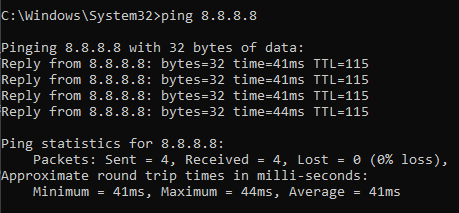 C:\Windows\System32>ping 8.8.8.8
Pinging 8.8.8.8 with 32 bytes of data:
Reply from 8.8.8.8: bytes=32 time=41ms TTL=115
Reply from 8.8.8.8: bytes=32 time=41ms TTL=115
Reply from 8.8.8.8: bytes=32 time=41ms TTL=115
Reply from 8.8.8.8: bytes=32 time=44ms TTL=115
Ping statistics for 8.8.8.8:
    Packets: Sent = 4, Received = 4, Lost = 0 (0% loss),
Approximate round trip times in milli-seconds:
    Minimum = 41ms, Maximum = 44ms, Average = 41ms